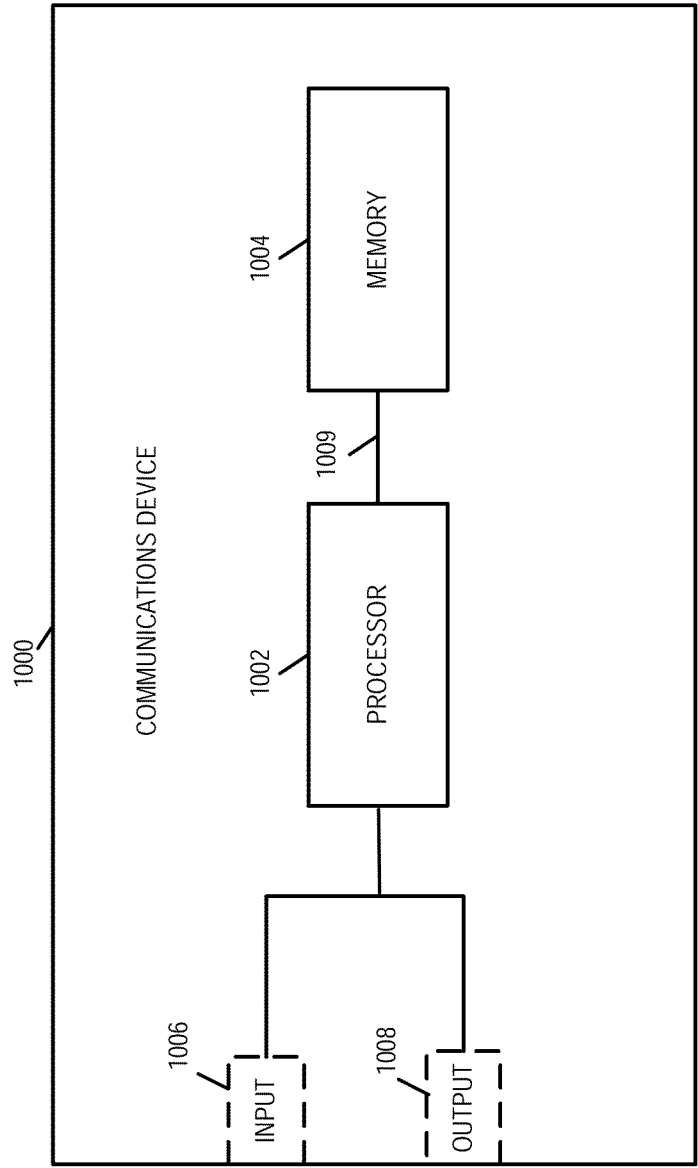 1000
COMMUNICATIONS DEVICE
1006
INPUT
1008
OUTPUT
1002
PROCESSOR
1009
1004
MEMORY